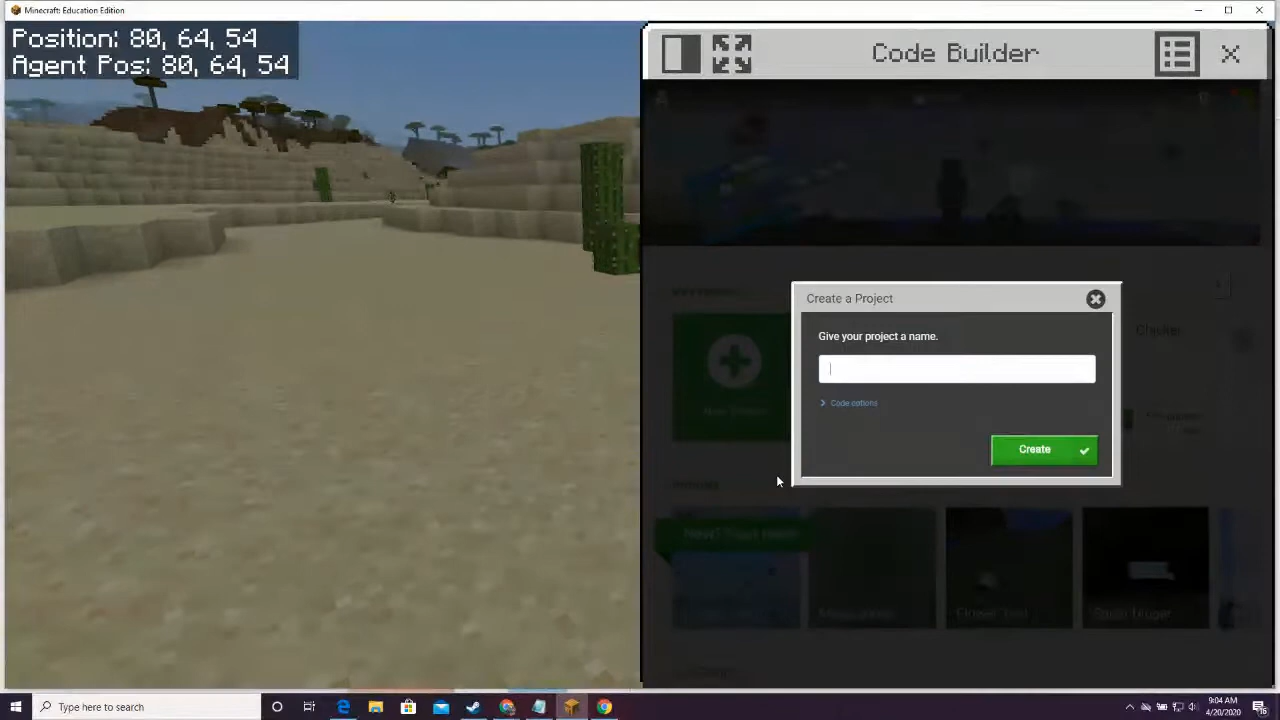 Minecraft: Education Edition
Position: 80, 64, 54
Agent Pos: 80, 64, 54
Code Builder
Create a Project
Give your project a name.
Code options
Create
Type here to search
9:04 AM
4/20/2020